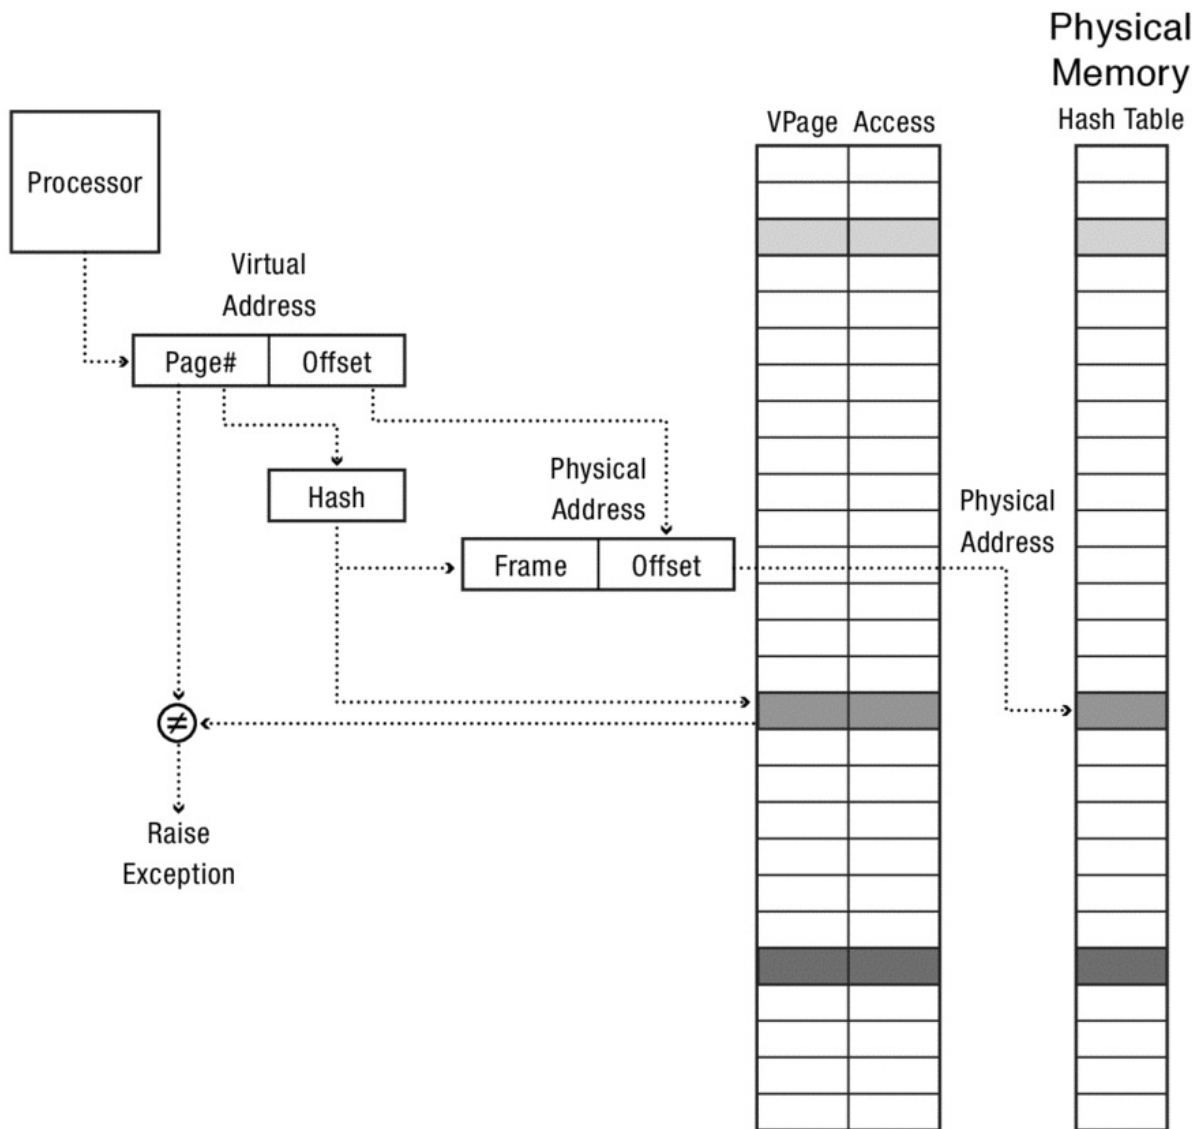 Physical
Memory
VPage Access
Hash Table
Processor
Virtual
Address
Page# Offset
Hash
Physical
Address
Frame Offset
Physical
Address
≠
Raise
Exception